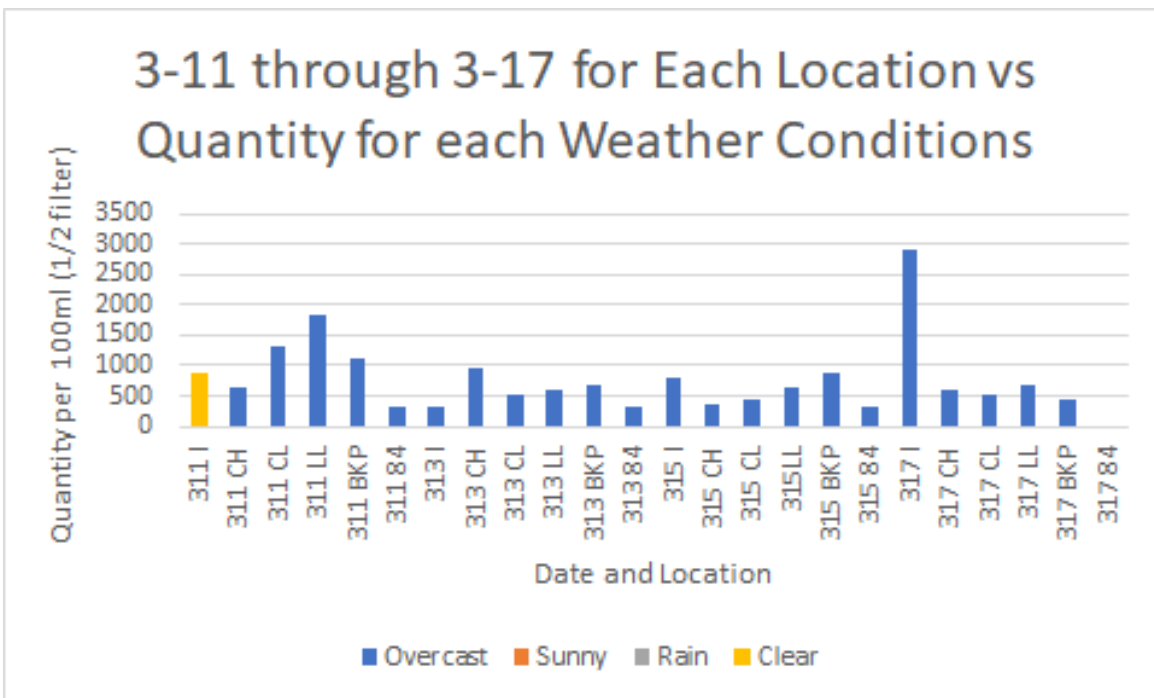 3-11 through 3-17 for Each Location vs
Quantity for each Weather Conditions
Quantity per 100ml (1/2 filter)
3500
3000
2500
2000
1500
1000
500
0
311 I
311 CH
311 CL
311 LL
311 BKP
311 84
313 I
313 CH
313 CL
313 LL
313 BKP
313 84
315 I
315 CH
315 CL
315LL
315 BKP
315 84
317 I
317 CH
317 CL
317 LL
317 BKP
317 84
Date and Location
Overcast Sunny Rain Clear